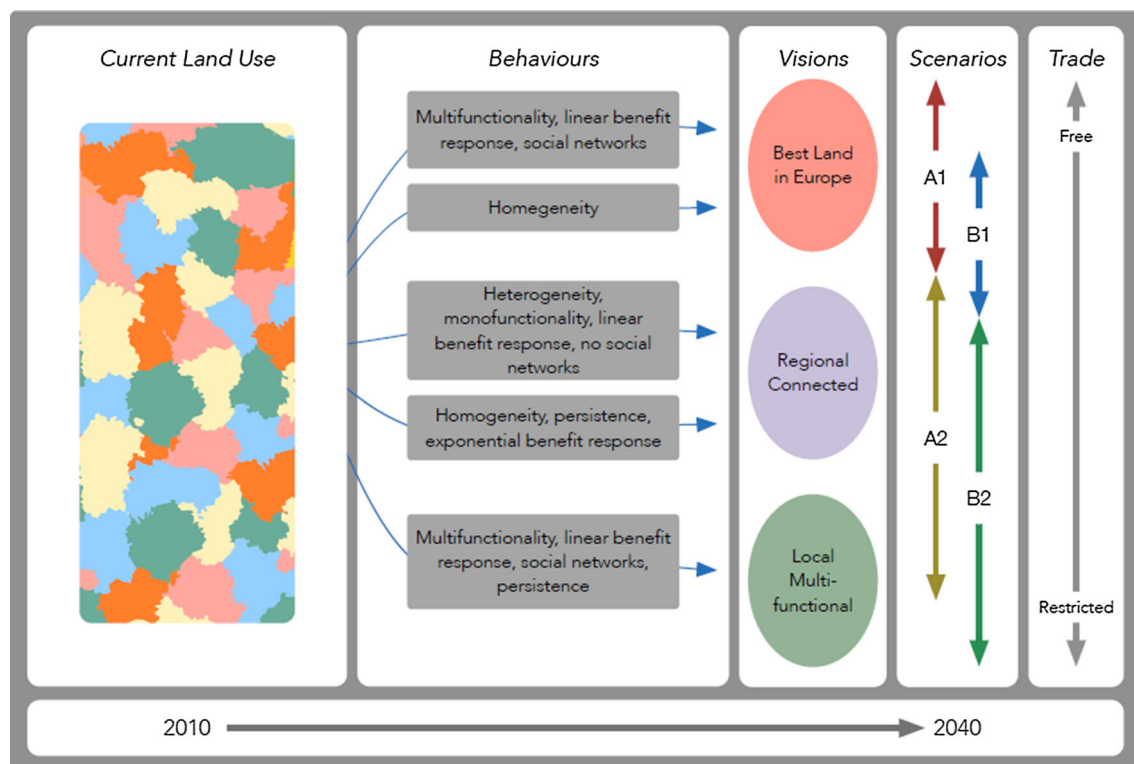 Current Land Use
Behaviours
Visions
Scenarios
Trade
Multifunctionality, linear benefit
response, social networks
Homegeneity
Heterogeneity,
monofunctionality, linear
benefit response, no social
networks
Homogeneity, persistence,
exponential benefit response
Multifunctionality, linear benefit
response, social networks,
persistence
Best Land
in Europe
Regional
Connected
Local
Multi-
functional
A1
B1
A2
B2
Free
Restricted
2010
2040